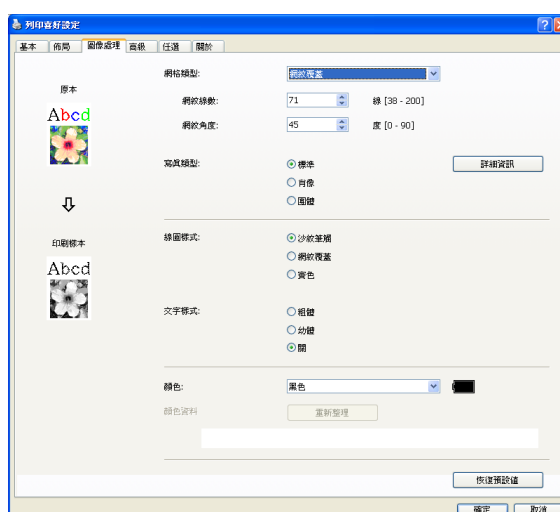 列印喜好設定
基本 佈局 圖像處理 高級 任選 關於
網格類型: 網紋覆蓋
原本
網紋線數: 71 線 [38 - 200]
Abcd
網紋角度: 45 度 [0 - 90]
寫真類型: 標準 詳細資訊
肖像
團體
線圖樣式: 沙紋筆觸
印刷樣本
網紋覆蓋
Abcd
實色
文字樣式: 粗體
幼體
關
顏色: 黑色
顏色資料 重新整理
恢復預設值
確定 取消